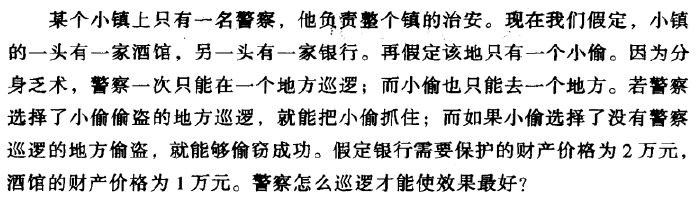 某个小镇上只有一名警察，他负责整个镇的治安。现在我们假定，小镇
的一头有一家酒馆，另一头有一家银行。再假定该地只有一个小偷。因为分
身乏术，警察一次只能在一个地方巡逻；而小偷也只能去一个地方。若警察
选择了小偷偷盗的地方巡逻，就能把小偷抓住；而如果小偷选择了没有警察
巡逻的地方偷盗，就能够偷窃成功。假定银行需要保护的财产价格为 2 万元，
酒馆的财产价格为 1 万元。警察怎么巡逻才能使效果最好？